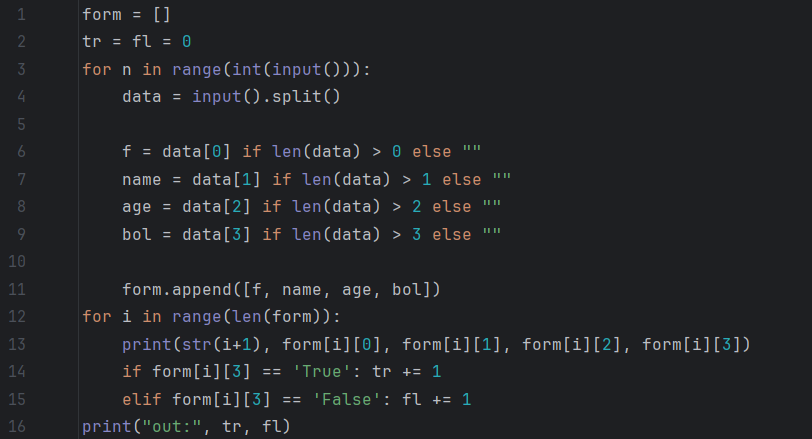 1 form = []
2 tr = fl = 0
3 for n in range(int(input())):
4     data = input().split()
5
6     f = data[0] if len(data) > 0 else ""
7     name = data[1] if len(data) > 1 else ""
8     age = data[2] if len(data) > 2 else ""
9     bol = data[3] if len(data) > 3 else ""
10
11     form.append([f, name, age, bol])
12 for i in range(len(form)):
13     print(str(i+1), form[i][0], form[i][1], form[i][2], form[i][3])
14     if form[i][3] == 'True': tr += 1
15     elif form[i][3] == 'False': fl += 1
16 print("out:", tr, fl)